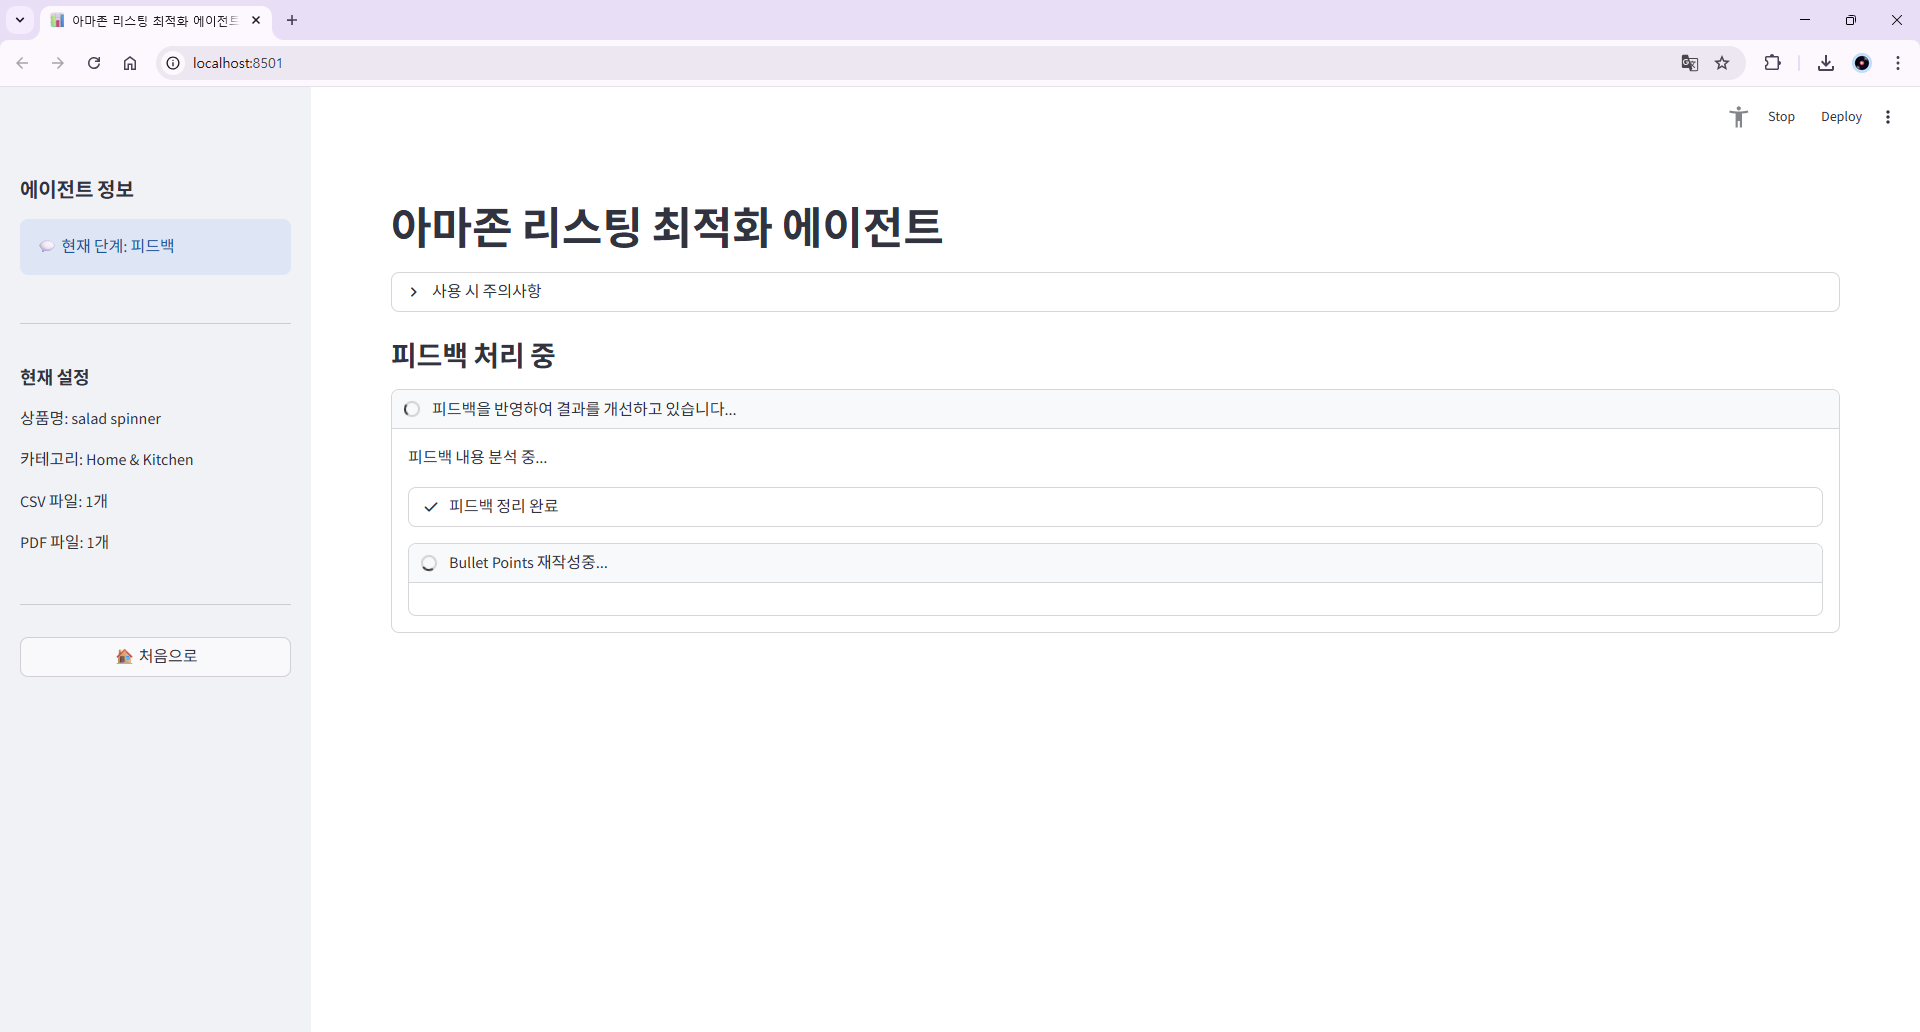 아마존 리스팅 최적화 에이전트
localhost:8501
Stop
Deploy
에이전트 정보
현재 단계: 피드백
현재 설정
상품명: salad spinner
카테고리: Home & Kitchen
CSV 파일: 1개
PDF 파일: 1개
처음으로
아마존 리스팅 최적화 에이전트
사용 시 주의사항
피드백 처리 중
피드백을 반영하여 결과를 개선하고 있습니다...
피드백 내용 분석 중...
피드백 정리 완료
Bullet Points 재작성중...